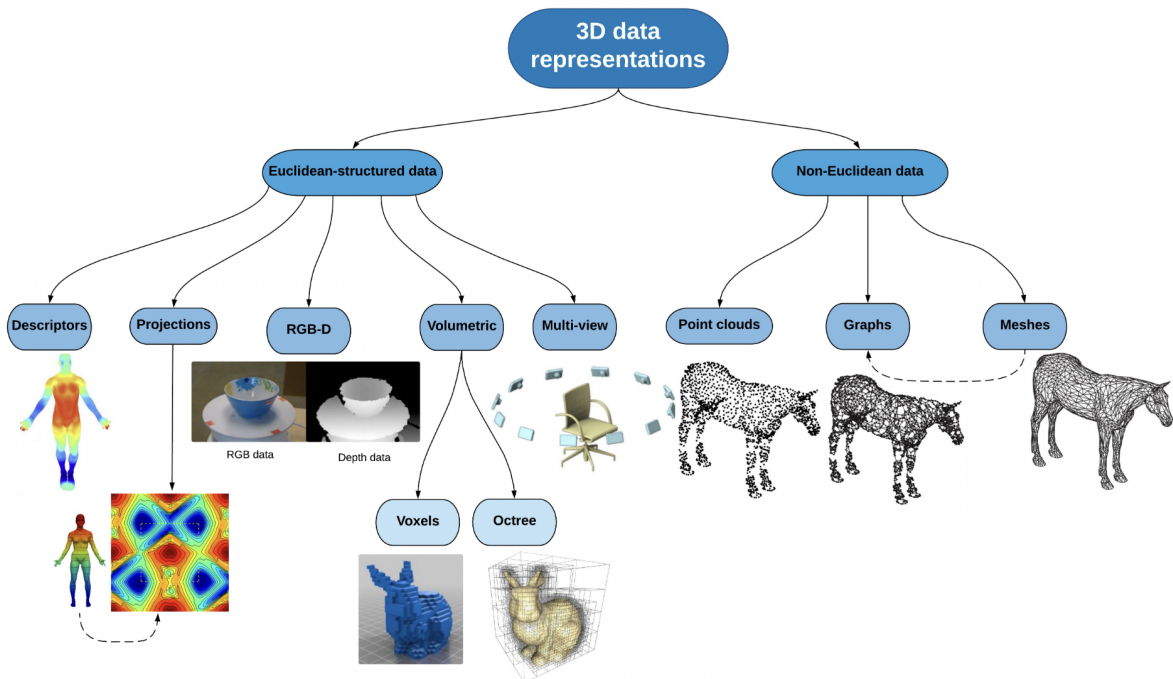 3D data
representations
Euclidean-structured data
Non-Euclidean data
Descriptors
Projections
RGB-D
Volumetric
Multi-view
Point clouds
Graphs
Meshes
RGB data
Depth data
Voxels
Octree